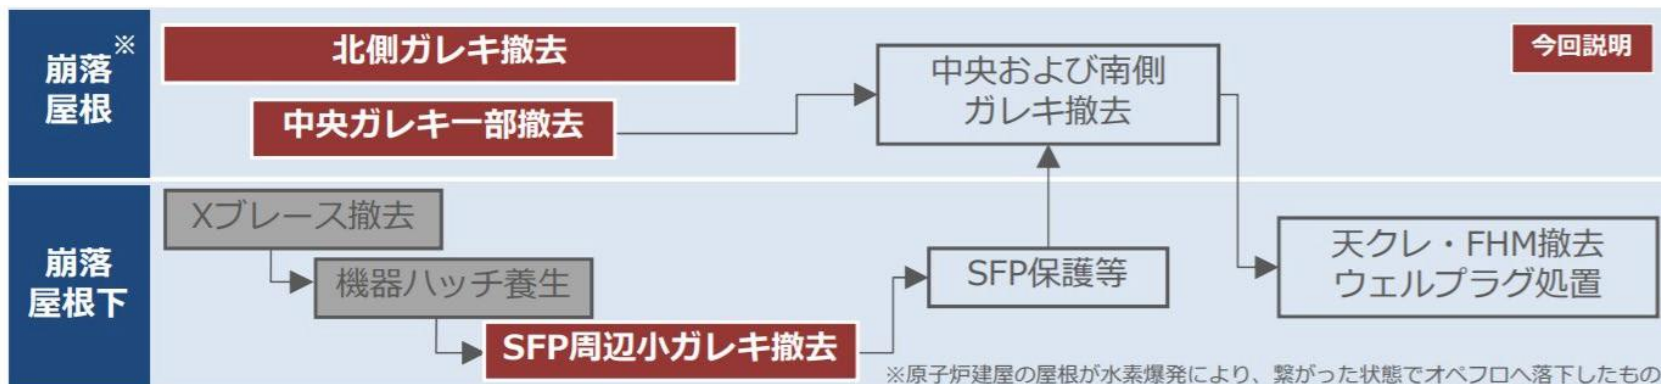 崩落※
屋根
北側ガレキ撤去
中央ガレキ一部撤去
中央および南側
ガレキ撤去
今回説明
崩落
屋根下
Xブレース撤去
機器ハッチ養生
SFP周辺小ガレキ撤去
SFP保護等
天クレ・FHM撤去
ウェルプラグ処置
※原子炉建屋の屋根が水素爆発により、繋がった状態でオペフロへ落下したもの